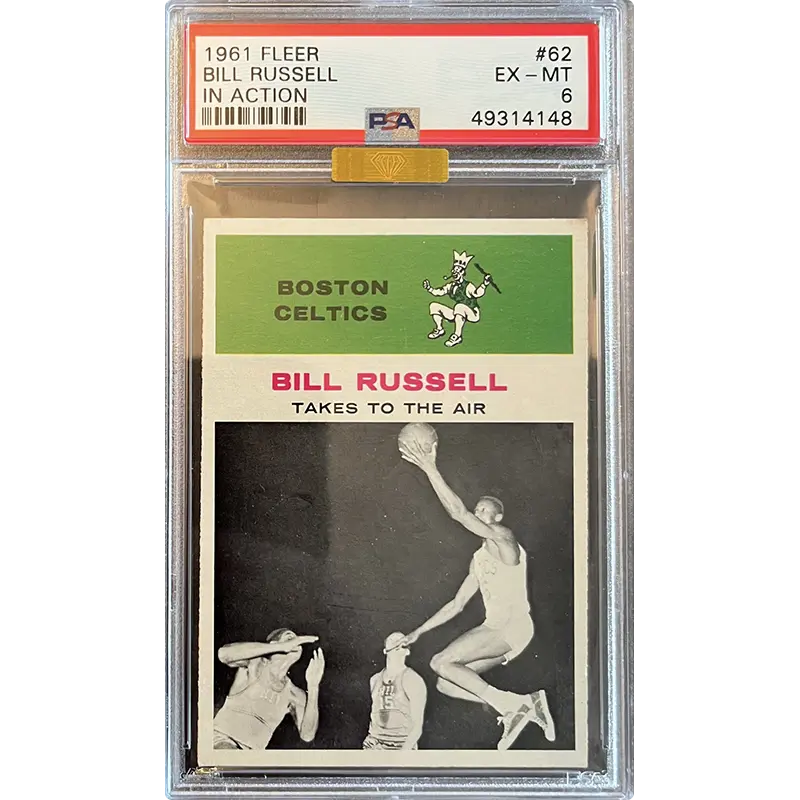 1961 FLEER #62
BILL RUSSELL EX - MT
IN ACTION 6
PSA 49314148
BOSTON
CELTICS
BILL RUSSELL
TAKES TO THE AIR
15